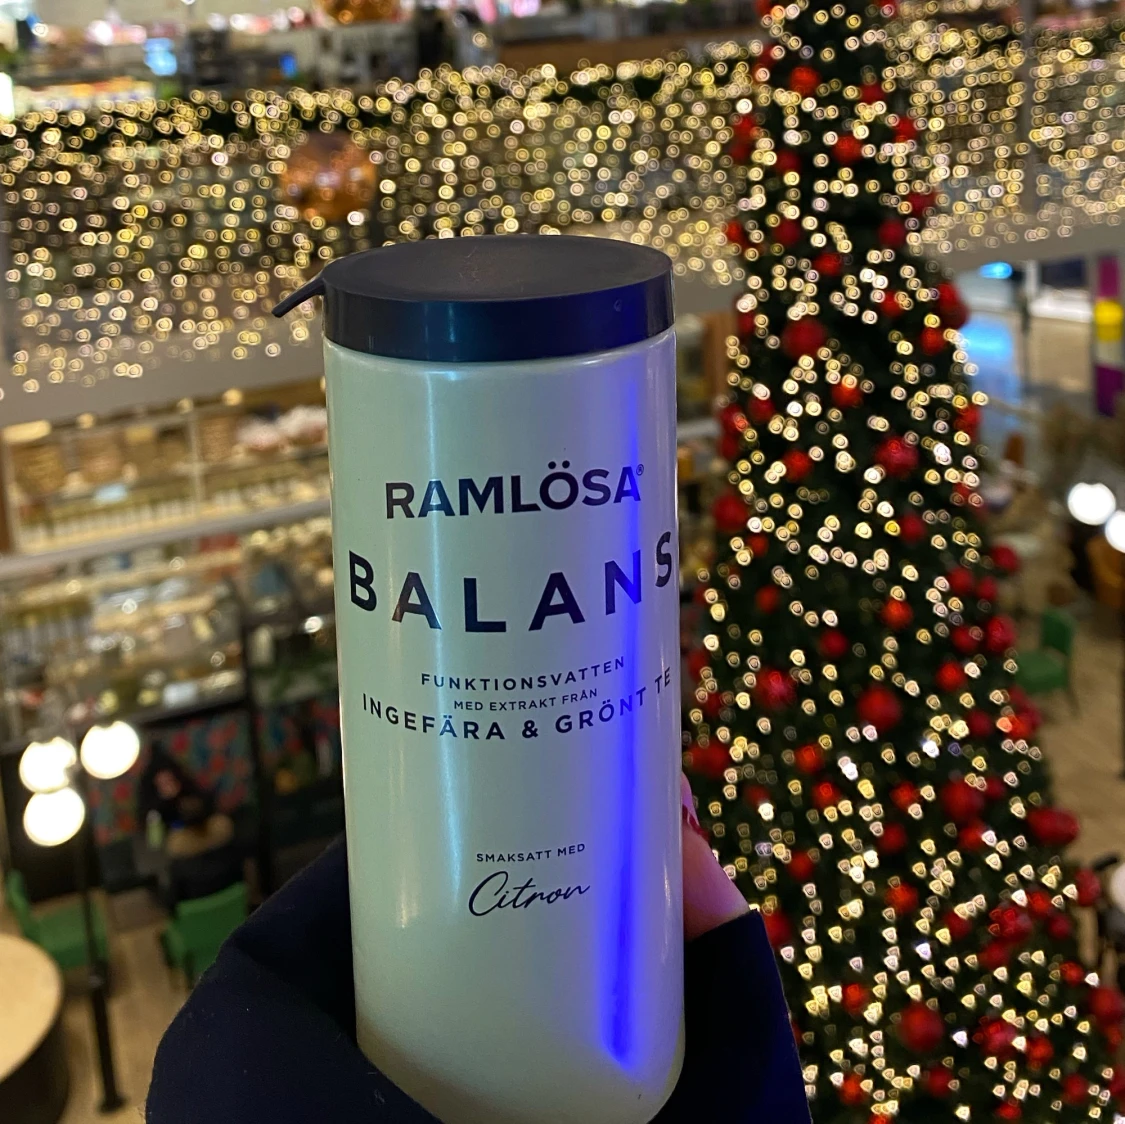 RAMLÖSA®
BALANS
FUNKTIONSVATTEN
MED EXTRAKT FRÅN
INGEFÄRA & GRÖNT TE
SMAKSATT MED
Citron